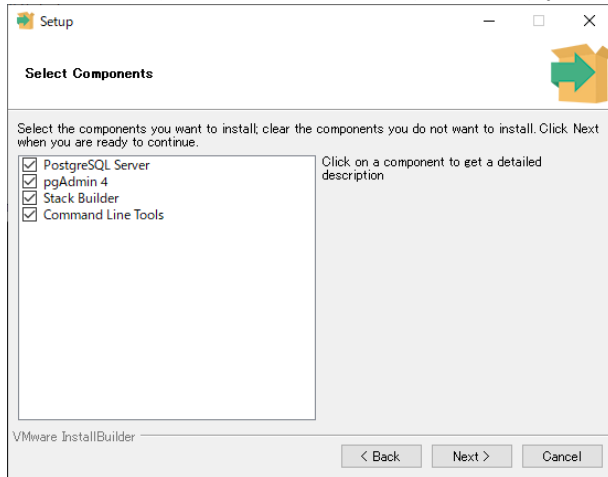 Setup
Select Components
Select the components you want to install; clear the components you do not want to install. Click Next
when you are ready to continue.
PostgreSQL Server
pgAdmin 4
Stack Builder
Command Line Tools
Click on a component to get a detailed
description
VMware InstallBuilder
< Back
Next >
Cancel